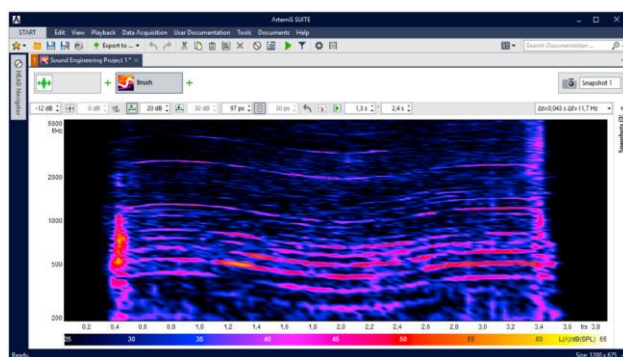 ArtemiS SUITE
START Edit View Playback Data Acquisition User Documentation Tools Documents Help
Export to ... Search Documentation...
1 Sound Engineering Project 1*
HEAD Navigator
Brush Snapshot 1
-12 dB 0 dB 20 dB 30 dB 97 px 30 px 1,3 s 2,4 s Δt=0,043 s Δf=11,7 Hz
Snapshots
5000
f/Hz
2000
1000
500
200
0,2 0,4 0,6 0,8 1,0 1,2 1,4 1,6 1,8 2,0 2,2 2,4 2,6 2,8 3,0 3,2 3,4 t/s 3,8
25 30 35 40 45 50 55 60 L(f)/dB(SPL) 65
Ready Size: 1200 x 675